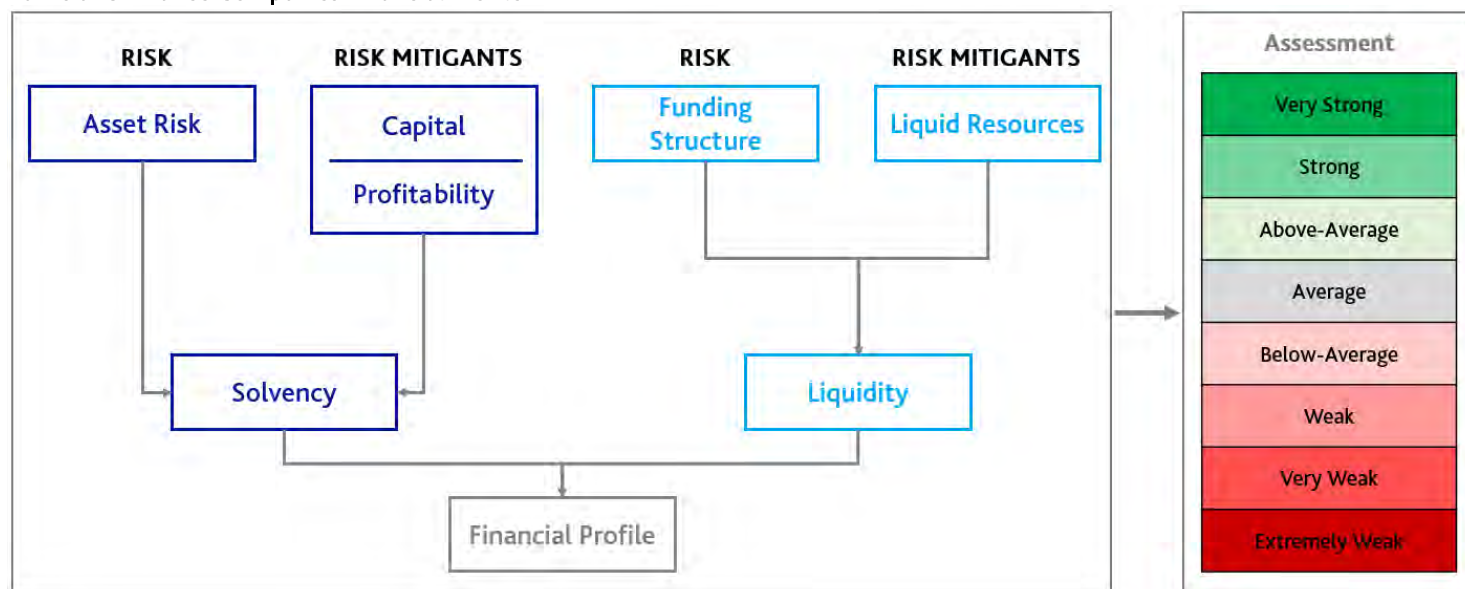 RISK
RISK MITIGANTS
RISK
RISK MITIGANTS
Asset Risk
Capital
Profitability
Funding
Structure
Liquid Resources
Solvency
Liquidity
Financial Profile
Assessment
Very Strong
Strong
Above-Average
Average
Below-Average
Weak
Very Weak
Extremely Weak